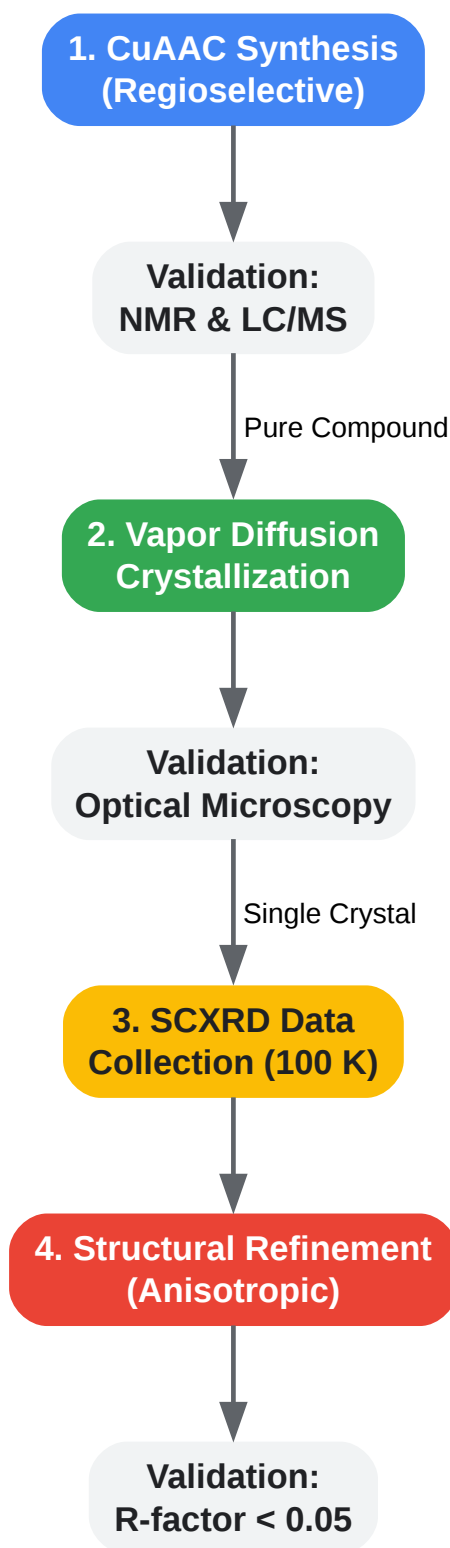 1. CuAAC Synthesis
(Regioselective)
Validation:
NMR & LC/MS
Pure Compound
2. Vapor Diffusion
Crystallization
Validation:
Optical Microscopy
Single Crystal
3. SCXRD Data
Collection (100 K)
4. Structural Refinement
(Anisotropic)
Validation:
R-factor < 0.05